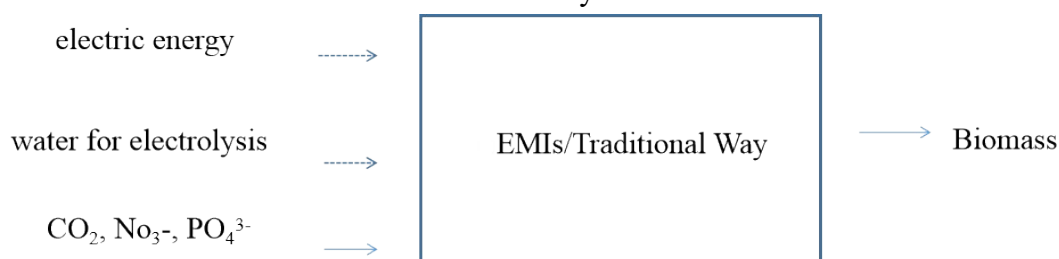 electric energy
water for electrolysis
EMIs/Traditional Way
Biomass
CO₂, No₃-, PO₄³⁻